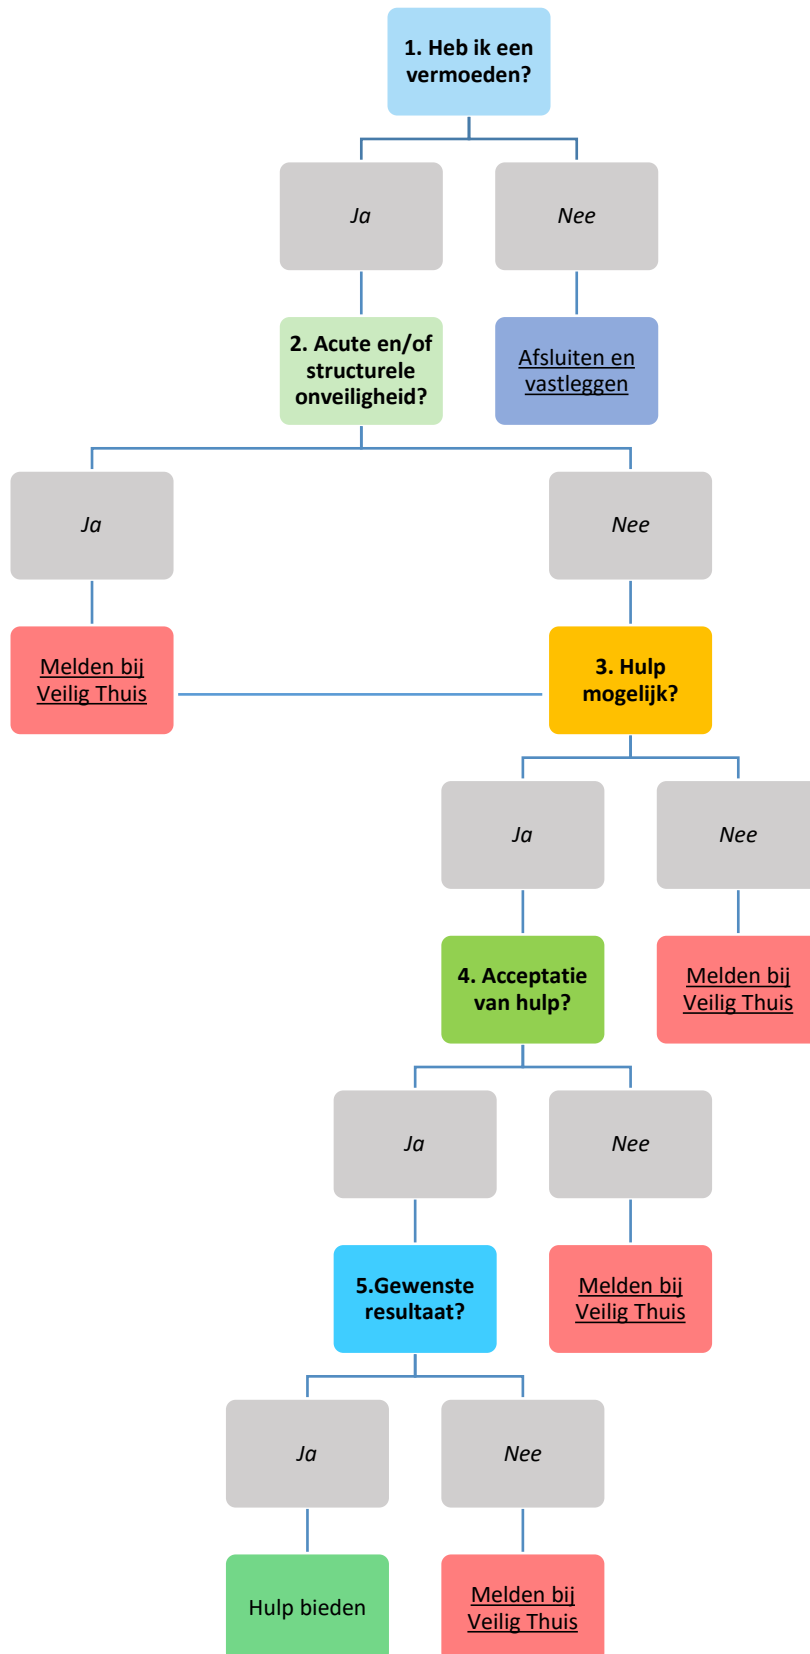 1. Heb ik een
vermoeden?
Ja
Nee
2. Acute en/of
structurele
onveiligheid?
Afsluiten en
vastleggen
Ja
Nee
Melden bij
Veilig Thuis
3. Hulp
mogelijk?
Ja
Nee
4. Acceptatie
van hulp?
Melden bij
Veilig Thuis
Ja
Nee
5.Gewenste
resultaat?
Melden bij
Veilig Thuis
Ja
Nee
Hulp bieden
Melden bij
Veilig Thuis